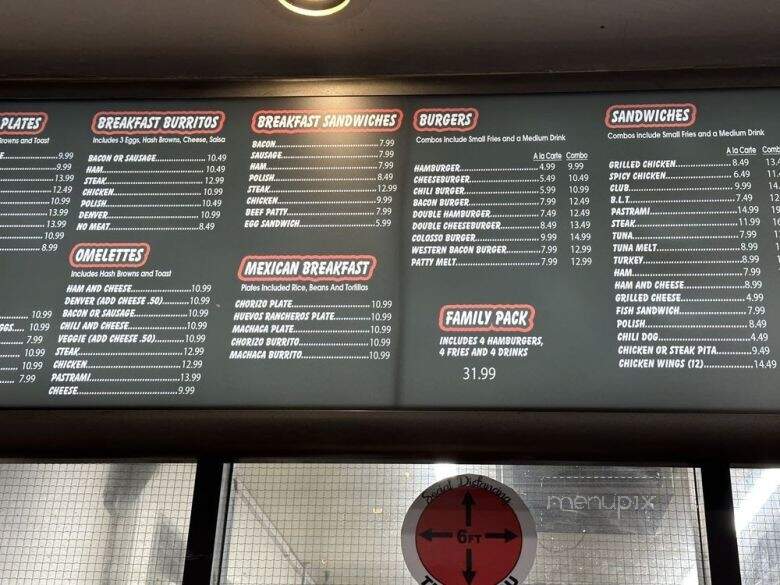 PLATES
Browns and Toast
9.99
9.99
13.99
12.49
10.99
13.99
13.99
10.99
8.99
10.99
10.99
7.99
10.99
10.99
7.99
BREAKFAST BURRITOS
Includes 3 Eggs, Hash Browns, Cheese, Salsa
BACON OR SAUSAGE 10.49
HAM 10.49
STEAK 12.99
CHICKEN 10.99
POLISH 10.49
DENVER 10.99
NO MEAT 8.49
OMELETTES
Includes Hash Browns and Toast
HAM AND CHEESE 10.99
DENVER (ADD CHEESE .50) 10.99
BACON OR SAUSAGE 10.99
CHILI AND CHEESE 10.99
VEGGIE (ADD CHEESE .50) 10.99
STEAK 12.99
CHICKEN 12.99
PASTRAMI 13.99
CHEESE 9.99
BREAKFAST SANDWICHES
BACON 7.99
SAUSAGE 7.99
HAM 7.99
POLISH 8.49
STEAK 12.99
CHICKEN 9.99
BEEF PATTY 7.99
EGG SANDWICH 5.99
MEXICAN BREAKFAST
Plates Included Rice, Beans And Tortillas
CHORIZO PLATE 10.99
HUEVOS RANCHEROS PLATE 10.99
MACHACA PLATE 10.99
CHORIZO BURRITO 10.99
MACHACA BURRITO 10.99
BURGERS
Combos Include Small Fries and a Medium Drink
A la Carte Combo
HAMBURGER 4.99 9.99
CHEESEBURGER 5.49 10.49
CHILI BURGER 5.99 10.99
BACON BURGER 7.99 12.49
DOUBLE HAMBURGER 7.49 12.49
DOUBLE CHEESEBURGER 8.49 13.49
COLOSSO BURGER 9.99 14.99
WESTERN BACON BURGER 7.99 12.99
PATTY MELT 7.99 12.99
FAMILY PACK
INCLUDES 4 HAMBURGERS,
4 FRIES AND 4 DRINKS
31.99
SANDWICHES
Combos Include Small Fries and a Medium Drink
A la Carte
GRILLED CHICKEN 8.49
SPICY CHICKEN 6.49
CLUB 9.99
B.L.T. 7.49
PASTRAMI 14.99
STEAK 11.99
TUNA 7.99
TUNA MELT 8.99
TURKEY 8.99
HAM 7.99
HAM AND CHEESE 8.99
GRILLED CHEESE 4.99
FISH SANDWICH 7.99
POLISH 8.49
CHILI DOG 4.49
CHICKEN OR STEAK PITA 9.49
CHICKEN WINGS (12) 14.49
Social Distancing
6FT
menupix